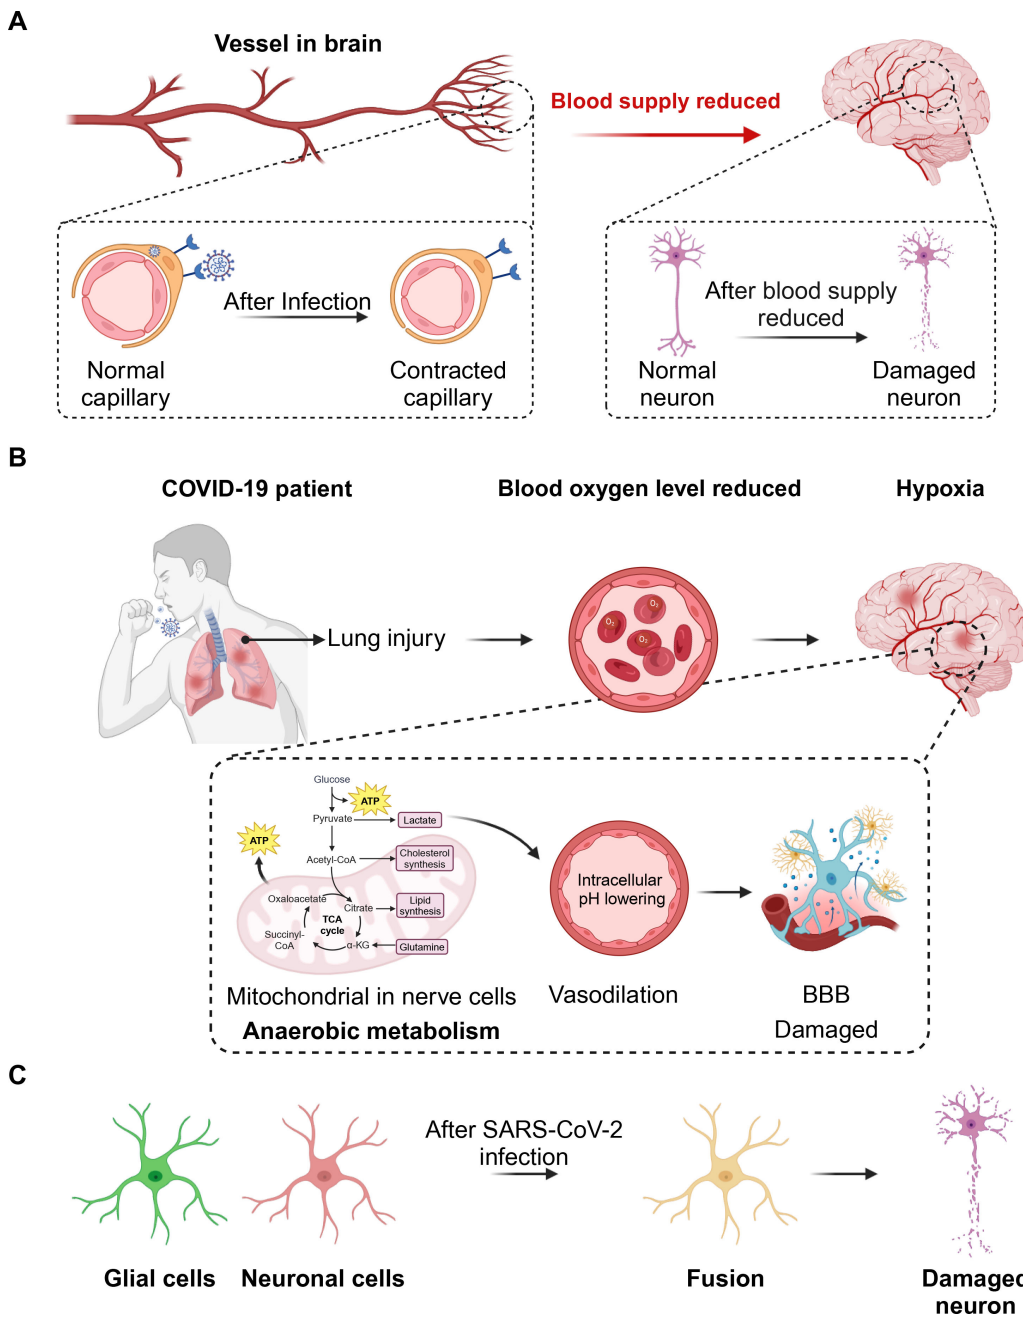 A
Vessel in brain
Blood supply reduced
After Infection
Normal
capillary
Contracted
capillary
After blood supply
reduced
Normal
neuron
Damaged
neuron
B
COVID-19 patient
Blood oxygen level reduced
Hypoxia
Lung injury
O₂
O₂
O₂
Glucose
ATP
ATP
Pyruvate
Lactate
Acetyl-CoA
Cholesterol
synthesis
Oxaloacetate
Citrate
Lipid
synthesis
TCA
cycle
Succinyl-
CoA
α-KG
Glutamine
Intracellular
pH lowering
Mitochondrial in nerve cells
Anaerobic metabolism
Vasodilation
BBB
Damaged
C
After SARS-CoV-2
infection
Glial cells
Neuronal cells
Fusion
Damaged
neuron